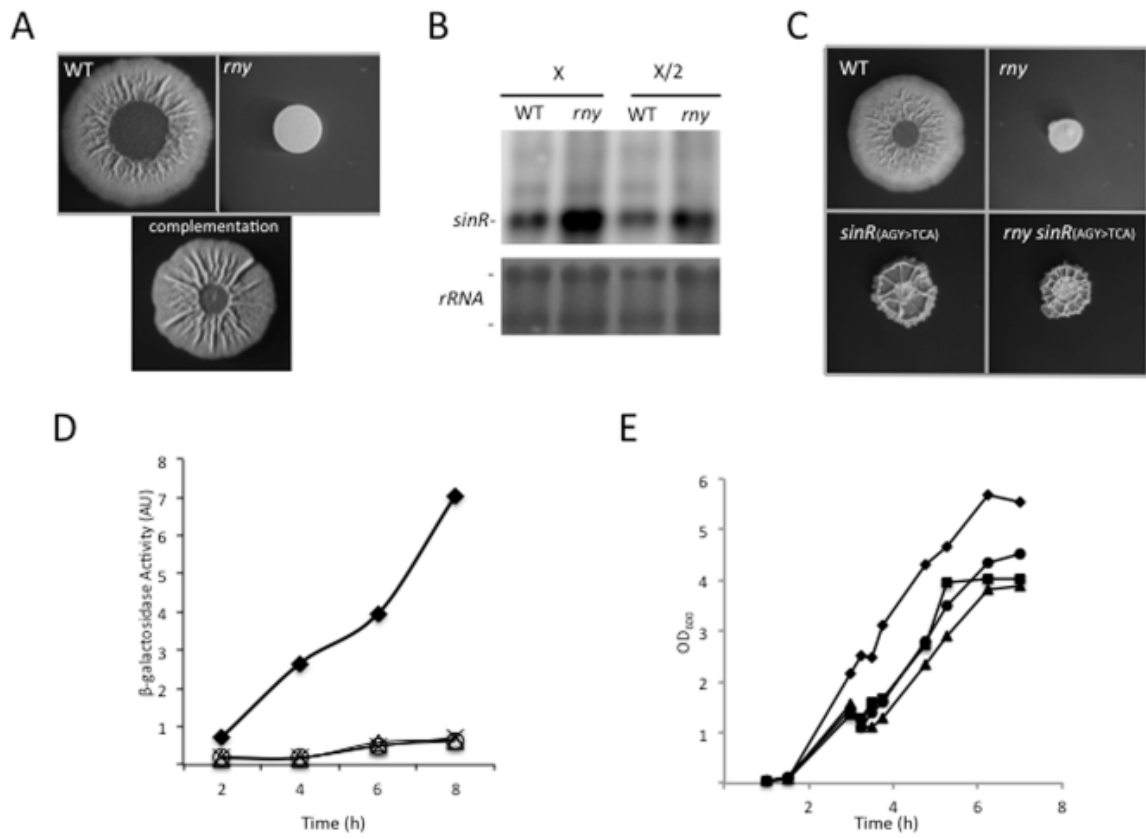 A
WT
rny
complementation
B
X
X/2
WT
rny
WT
rny
sinR-
rRNA
-
-
C
WT
rny
sinR(AGY>TCA)
rny sinR(AGY>TCA)
D
β-galactosidase Activity (AU)
8
7
6
5
4
3
2
1
2
4
6
8
Time (h)
E
OD600
6
5
4
3
2
1
2
4
6
8
Time (h)